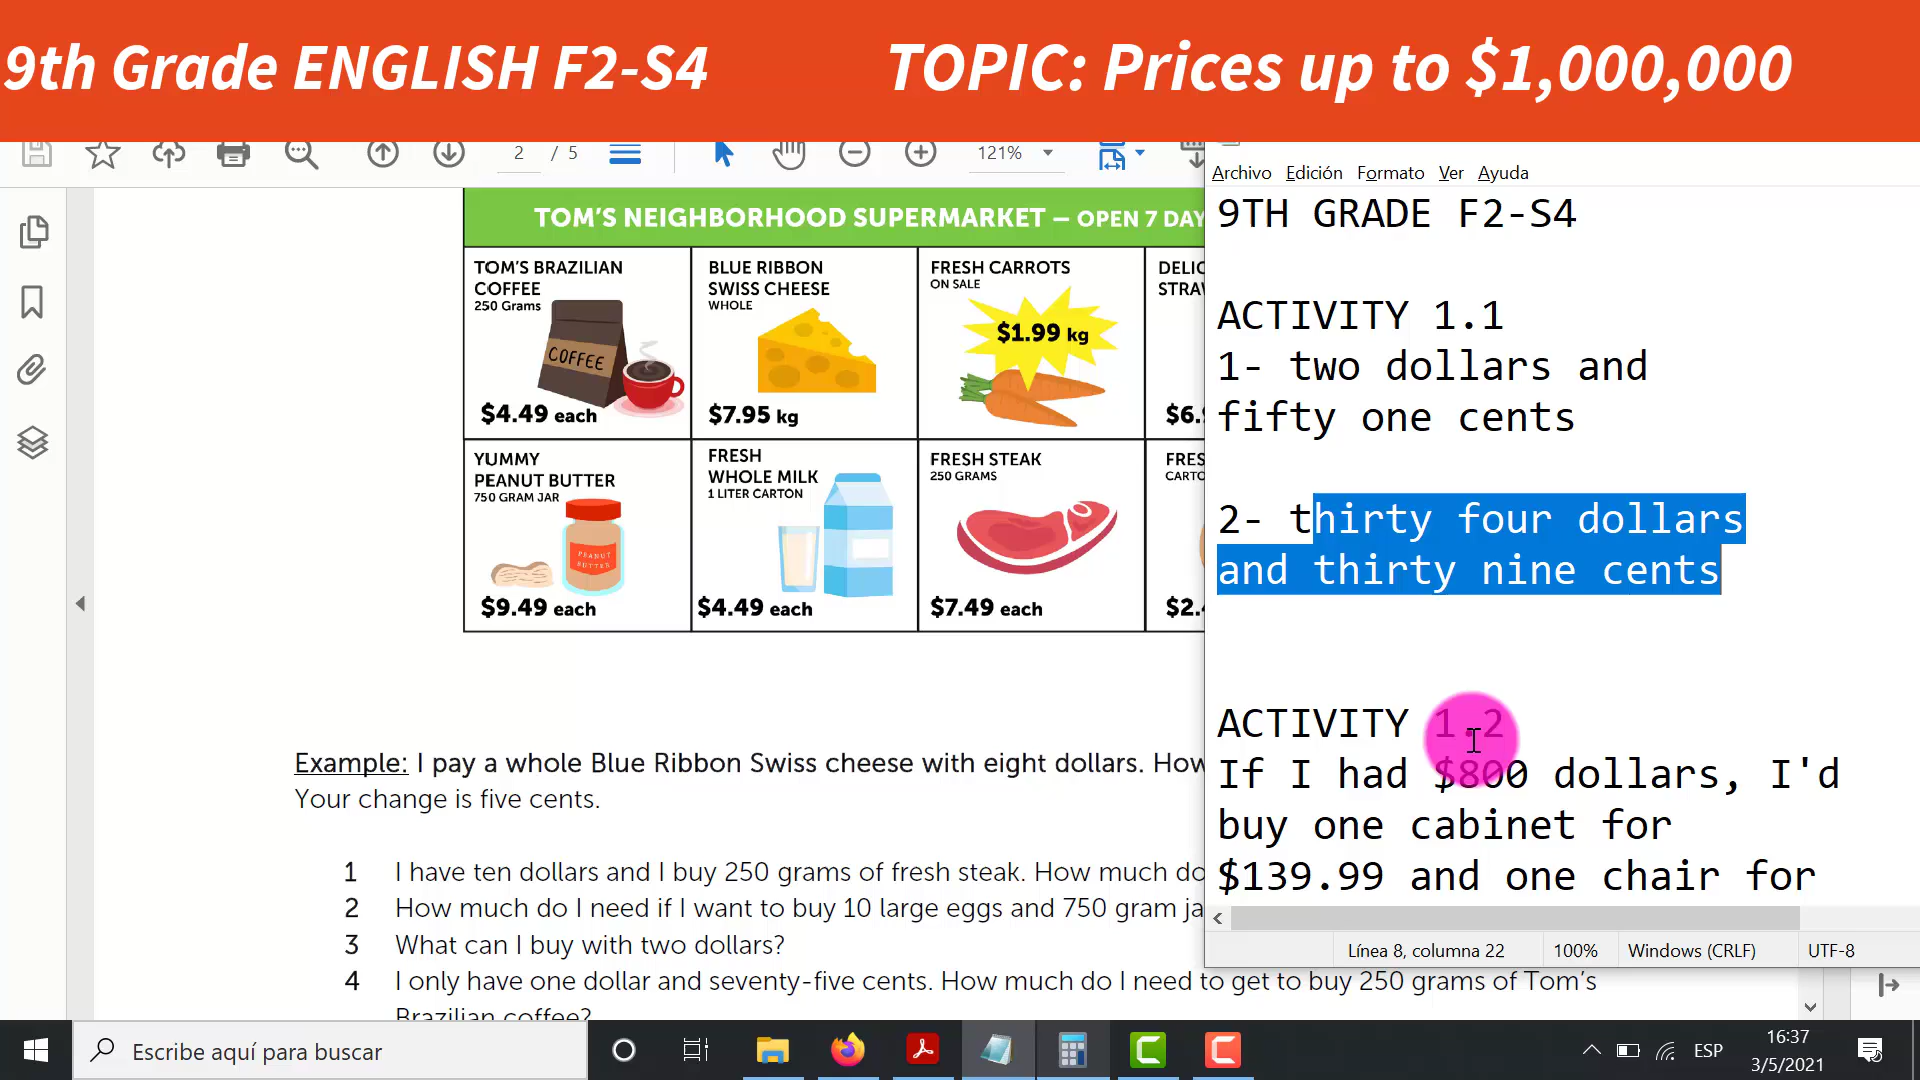 9th Grade ENGLISH F2-S4
TOPIC: Prices up to $1,000,000
2 / 5
121%
TOM'S NEIGHBORHOOD SUPERMARKET – OPEN 7 DAY
TOM'S BRAZILIAN
COFFEE
250 Grams
COFFEE
$4.49 each
BLUE RIBBON
SWISS CHEESE
WHOLE
$7.95 kg
FRESH CARROTS
ON SALE
$1.99 kg
$6.
YUMMY
PEANUT BUTTER
750 GRAM JAR
PEANUT
BUTTER
$9.49 each
FRESH
WHOLE MILK
1 LITER CARTON
$4.49 each
FRESH STEAK
250 GRAMS
$7.49 each
$2.
Example: I pay a whole Blue Ribbon Swiss cheese with eight dollars. How
Your change is five cents.
1 I have ten dollars and I buy 250 grams of fresh steak. How much do
2 How much do I need if I want to buy 10 large eggs and 750 gram ja
3 What can I buy with two dollars?
4 I only have one dollar and seventy-five cents. How much do I need to get to buy 250 grams of Tom's
Brazilian coffee?
Archivo Edición Formato Ver Ayuda
9TH GRADE F2-S4
ACTIVITY 1.1
1- two dollars and
fifty one cents
2- thirty four dollars
and thirty nine cents
ACTIVITY 1.2
If I had $800 dollars, I'd
buy one cabinet for
$139.99 and one chair for
Línea 8, columna 22
100%
Windows (CRLF)
UTF-8
Escribe aquí para buscar
ESP
16:37
3/5/2021